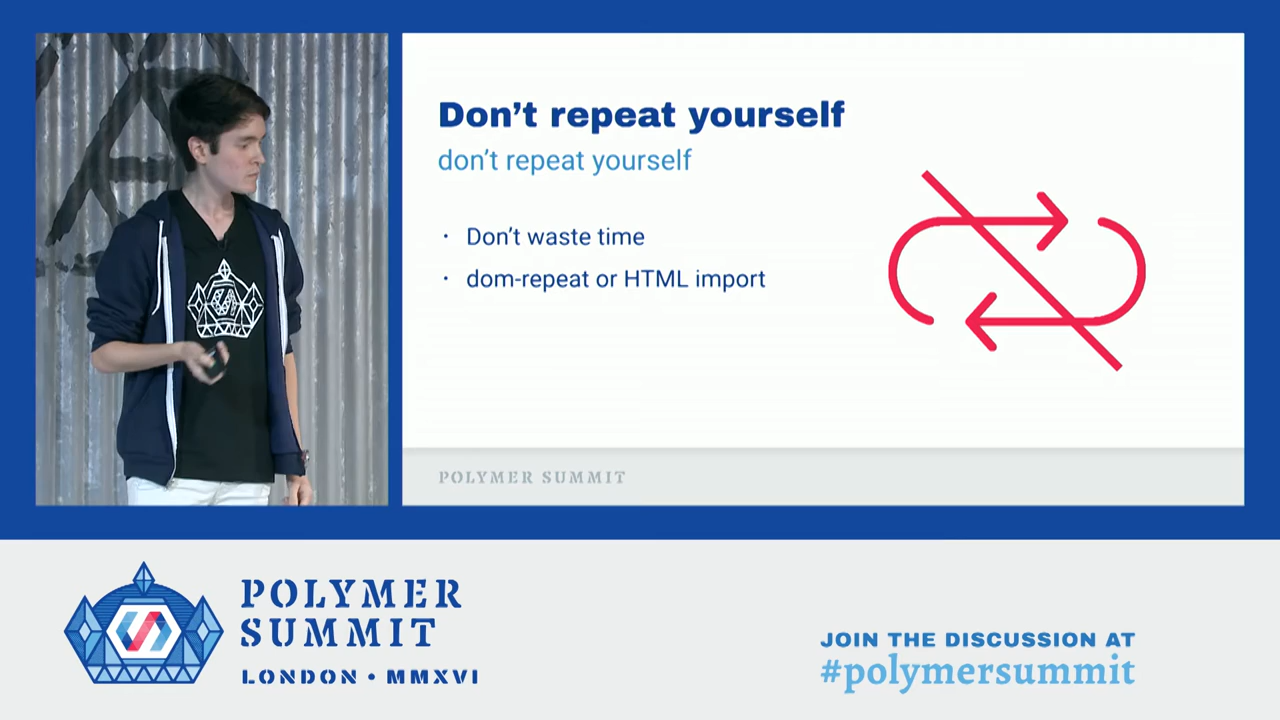 Don’t repeat yourself
don’t repeat yourself
· Don’t waste time
· dom-repeat or HTML import
POLYMER SUMMIT
POLYMER
SUMMIT
LONDON • MMXVI
JOIN THE DISCUSSION AT
#polymersummit